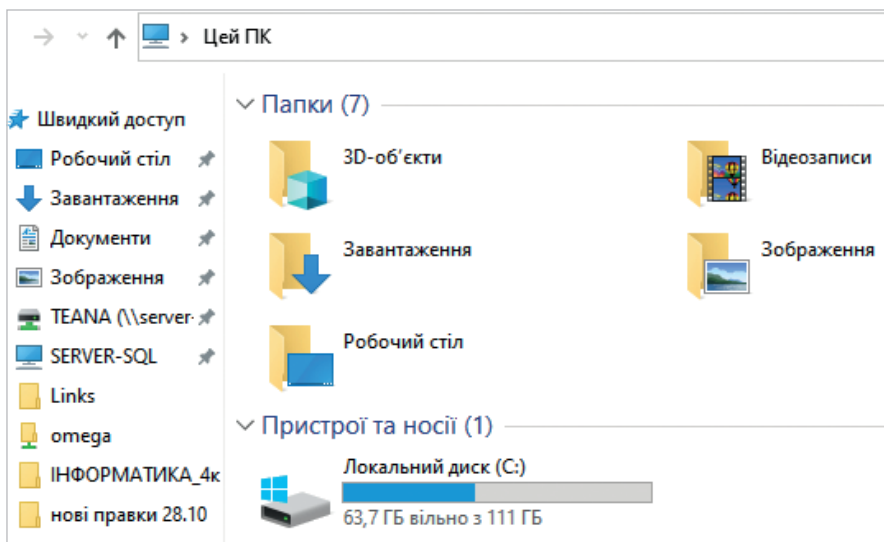 Цей ПК
Швидкий доступ
Робочий стіл
Завантаження
Документи
Зображення
TEANA (\\server-
SERVER-SQL
Links
omega
ІНФОРМАТИКА_4к
нові правки 28.10
Папки (7)
3D-об'єкти
Відеозаписи
Завантаження
Зображення
Робочий стіл
Пристрої та носії (1)
Локальний диск (C:)
63,7 ГБ вільно з 111 ГБ